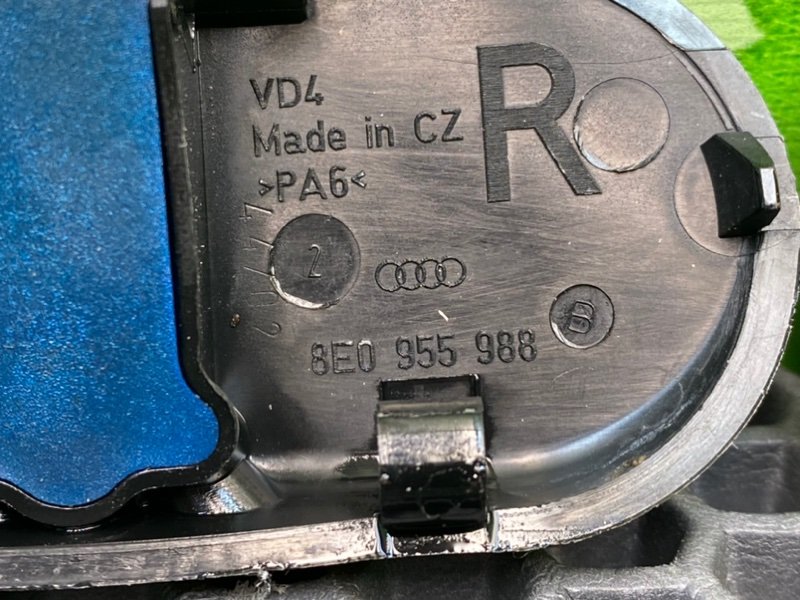 VD4
Made in CZ
>PA6<
R
2
8E0 955 988
B